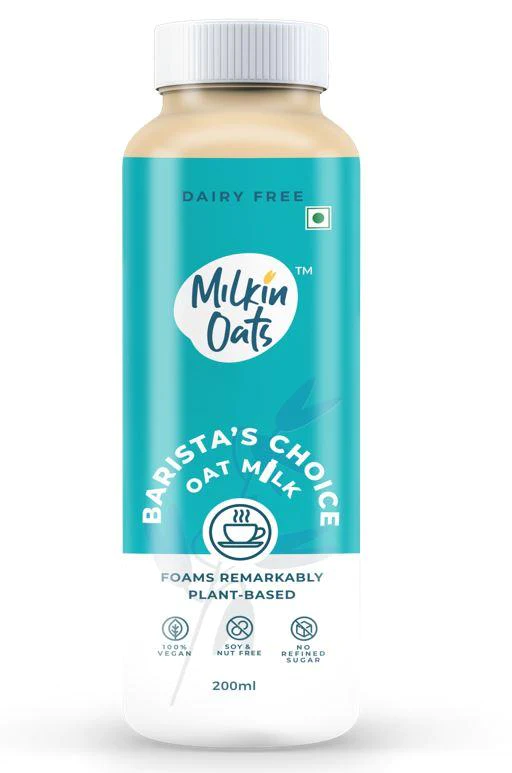 DAIRY FREE
Milkin
Oats
TM
BARISTA'S CHOICE
OAT MILK
FOAMS REMARKABLY
PLANT-BASED
100%
VEGAN
SOY &
NUT FREE
NO
REFINED
SUGAR
200ml